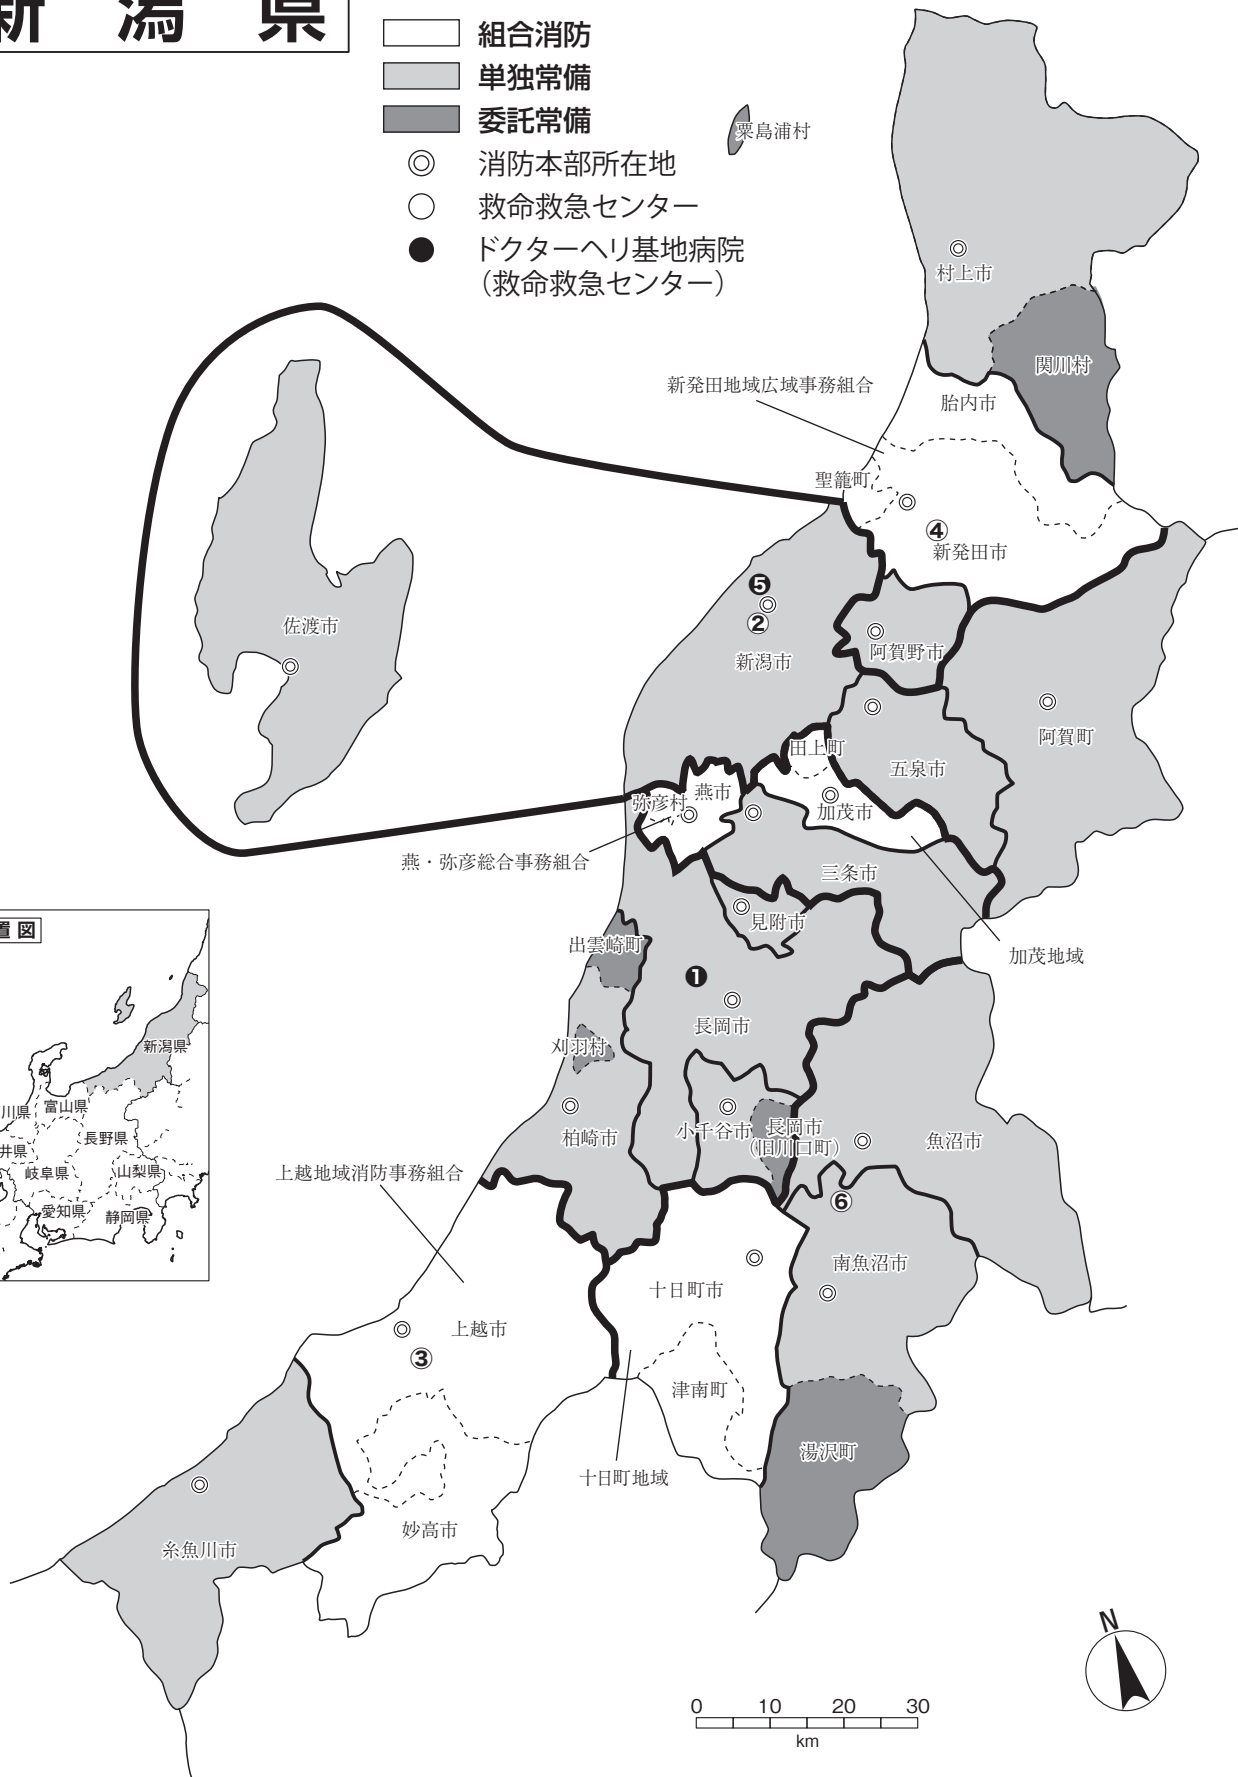 新潟県
組合消防
単独常備
委託常備
消防本部所在地
救命救急センター
ドクターヘリ基地病院
（救命救急センター）
粟島浦村
村上市
関川村
新発田地域広域事務組合
胎内市
聖籠町
④
新発田市
⑤
②
新潟市
佐渡市
阿賀野市
阿賀町
田上町
五泉市
弥彦村
燕市
加茂市
燕・弥彦総合事務組合
三条市
見附市
出雲崎町
加茂地域
①
長岡市
刈羽村
柏崎市
小千谷市
長岡市
（旧川口町）
魚沼市
上越地域消防事務組合
⑥
南魚沼市
十日町市
上越市
③
津南町
湯沢町
十日町地域
妙高市
糸魚川市
置図
新潟県
川県
富山県
井県
長野県
岐阜県
山梨県
愛知県
静岡県
N
0 10 20 30
km